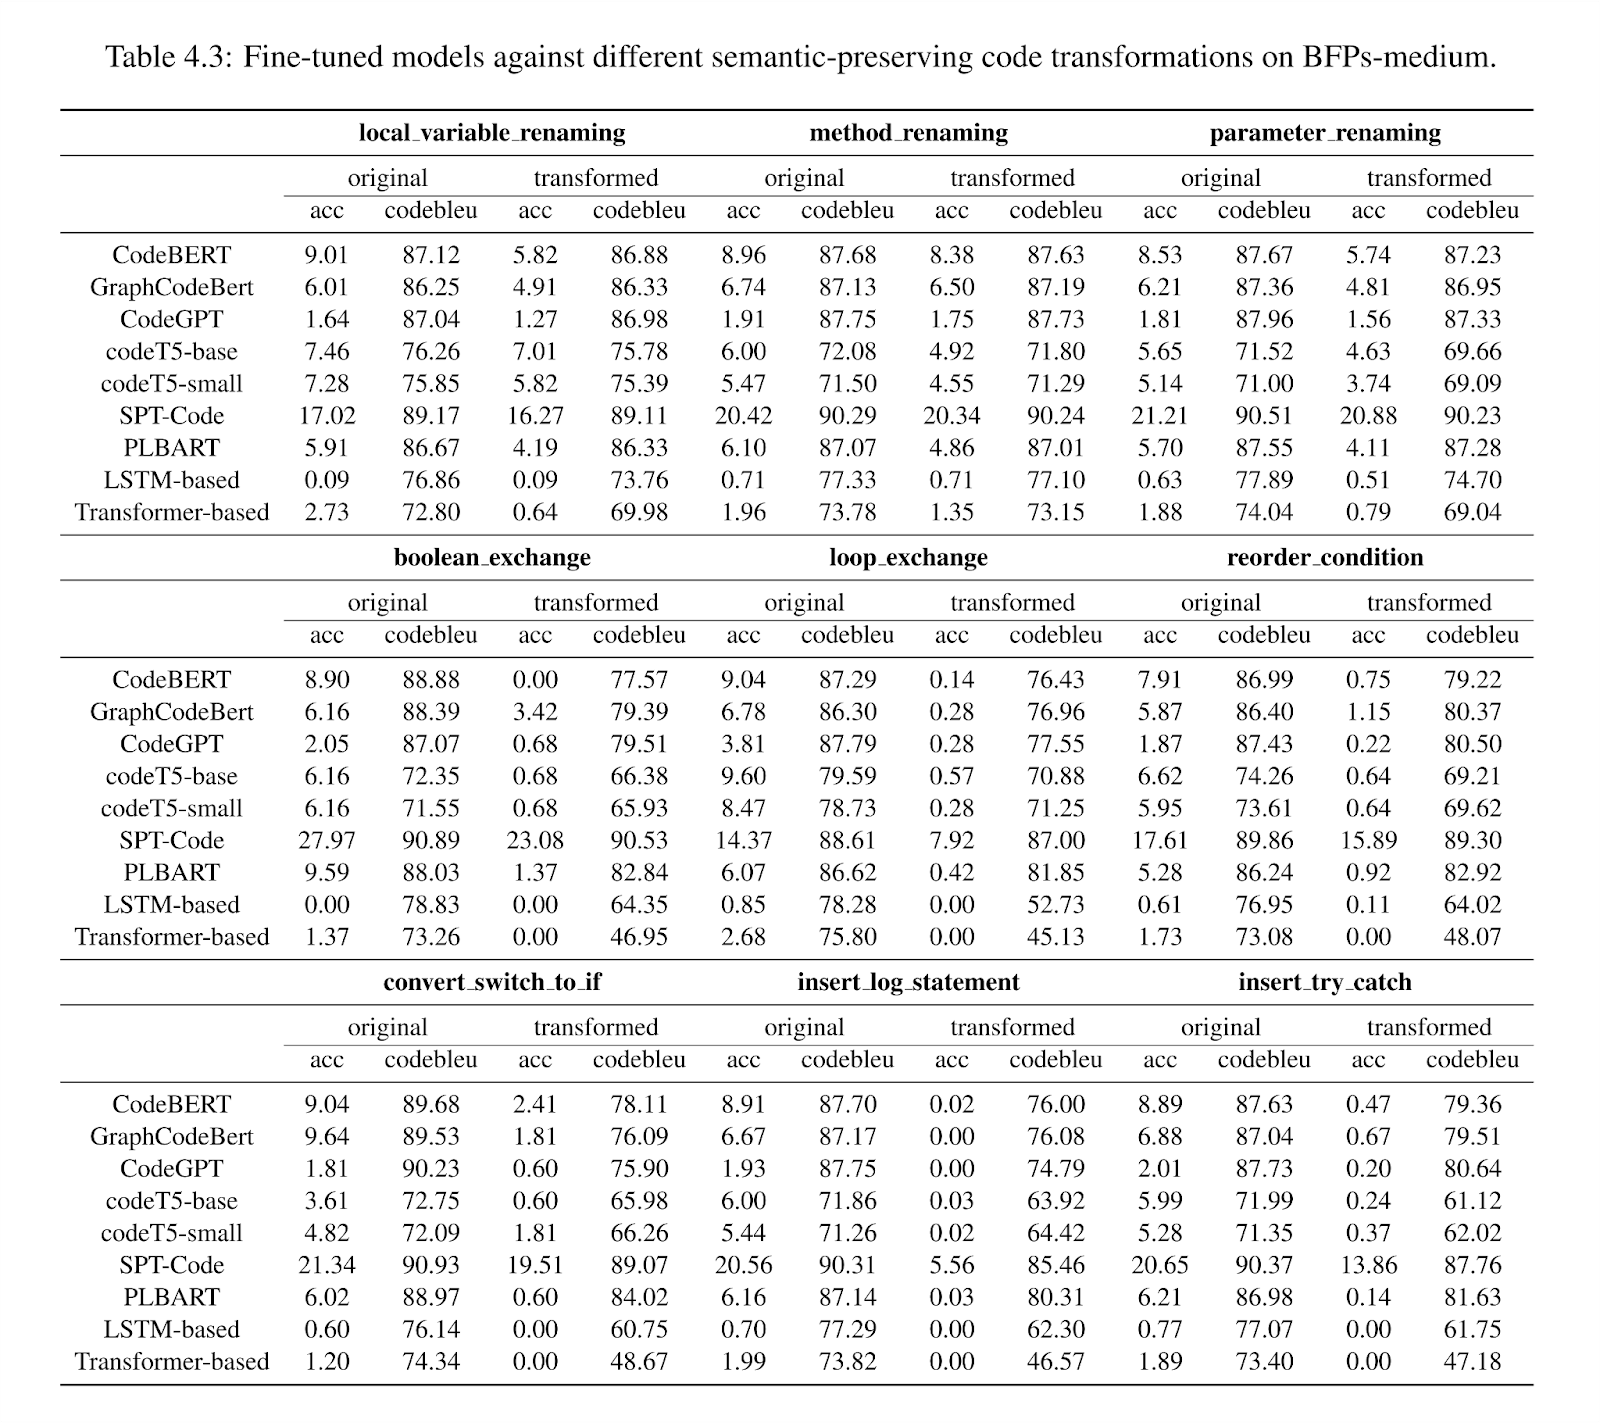 Table 4.3: Fine-tuned models against different semantic-preserving code transformations on BFPs-medium.
local_variable_renaming method_renaming parameter_renaming
original transformed original transformed original transformed
acc codebleu acc codebleu acc codebleu acc codebleu acc codebleu acc codebleu
CodeBERT 9.01 87.12 5.82 86.88 8.96 87.68 8.38 87.63 8.53 87.67 5.74 87.23
GraphCodeBert 6.01 86.25 4.91 86.33 6.74 87.13 6.50 87.19 6.21 87.36 4.81 86.95
CodeGPT 1.64 87.04 1.27 86.98 1.91 87.75 1.75 87.73 1.81 87.96 1.56 87.33
codeT5-base 7.46 76.26 7.01 75.78 6.00 72.08 4.92 71.80 5.65 71.52 4.63 69.66
codeT5-small 7.28 75.85 5.82 75.39 5.47 71.50 4.55 71.29 5.14 71.00 3.74 69.09
SPT-Code 17.02 89.17 16.27 89.11 20.42 90.29 20.34 90.24 21.21 90.51 20.88 90.23
PLBART 5.91 86.67 4.19 86.33 6.10 87.07 4.86 87.01 5.70 87.55 4.11 87.28
LSTM-based 0.09 76.86 0.09 73.76 0.71 77.33 0.71 77.10 0.63 77.89 0.51 74.70
Transformer-based 2.73 72.80 0.64 69.98 1.96 73.78 1.35 73.15 1.88 74.04 0.79 69.04
boolean_exchange loop_exchange reorder_condition
original transformed original transformed original transformed
acc codebleu acc codebleu acc codebleu acc codebleu acc codebleu acc codebleu
CodeBERT 8.90 88.88 0.00 77.57 9.04 87.29 0.14 76.43 7.91 86.99 0.75 79.22
GraphCodeBert 6.16 88.39 3.42 79.39 6.78 86.30 0.28 76.96 5.87 86.40 1.15 80.37
CodeGPT 2.05 87.07 0.68 79.51 3.81 87.79 0.28 77.55 1.87 87.43 0.22 80.50
codeT5-base 6.16 72.35 0.68 66.38 9.60 79.59 0.57 70.88 6.62 74.26 0.64 69.21
codeT5-small 6.16 71.55 0.68 65.93 8.47 78.73 0.28 71.25 5.95 73.61 0.64 69.62
SPT-Code 27.97 90.89 23.08 90.53 14.37 88.61 7.92 87.00 17.61 89.86 15.89 89.30
PLBART 9.59 88.03 1.37 82.84 6.07 86.62 0.42 81.85 5.28 86.24 0.92 82.92
LSTM-based 0.00 78.83 0.00 64.35 0.85 78.28 0.00 52.73 0.61 76.95 0.11 64.02
Transformer-based 1.37 73.26 0.00 46.95 2.68 75.80 0.00 45.13 1.73 73.08 0.00 48.07
convert_switch_to_if insert_log_statement insert_try_catch
original transformed original transformed original transformed
acc codebleu acc codebleu acc codebleu acc codebleu acc codebleu acc codebleu
CodeBERT 9.04 89.68 2.41 78.11 8.91 87.70 0.02 76.00 8.89 87.63 0.47 79.36
GraphCodeBert 9.64 89.53 1.81 76.09 6.67 87.17 0.00 76.08 6.88 87.04 0.67 79.51
CodeGPT 1.81 90.23 0.60 75.90 1.93 87.75 0.00 74.79 2.01 87.73 0.20 80.64
codeT5-base 3.61 72.75 0.60 65.98 6.00 71.86 0.03 63.92 5.99 71.99 0.24 61.12
codeT5-small 4.82 72.09 1.81 66.26 5.44 71.26 0.02 64.42 5.28 71.35 0.37 62.02
SPT-Code 21.34 90.93 19.51 89.07 20.56 90.31 5.56 85.46 20.65 90.37 13.86 87.76
PLBART 6.02 88.97 0.60 84.02 6.16 87.14 0.03 80.31 6.21 86.98 0.14 81.63
LSTM-based 0.60 76.14 0.00 60.75 0.70 77.29 0.00 62.30 0.77 77.07 0.00 61.75
Transformer-based 1.20 74.34 0.00 48.67 1.99 73.82 0.00 46.57 1.89 73.40 0.00 47.18